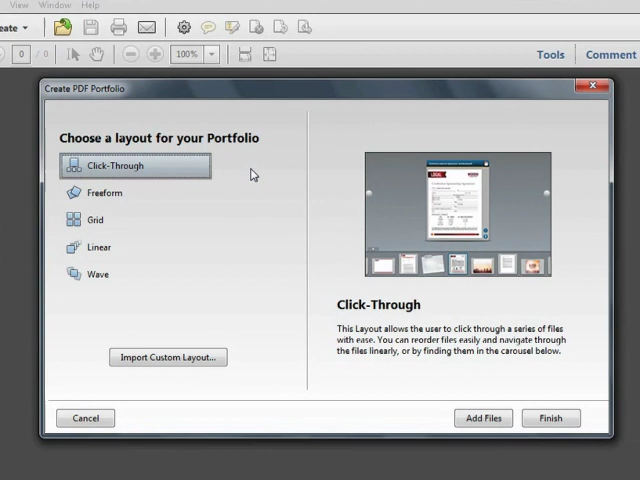 View Window Help
eate
0 / 0 100% Tools Comment
Create PDF Portfolio
Choose a layout for your Portfolio
Click-Through
Freeform
Grid
Linear
Wave
Import Custom Layout...
Click-Through
This Layout allows the user to click through a series of files
with ease. You can reorder files easily and navigate through
the files linearly, or by finding them in the carousel below.
Cancel Add Files Finish